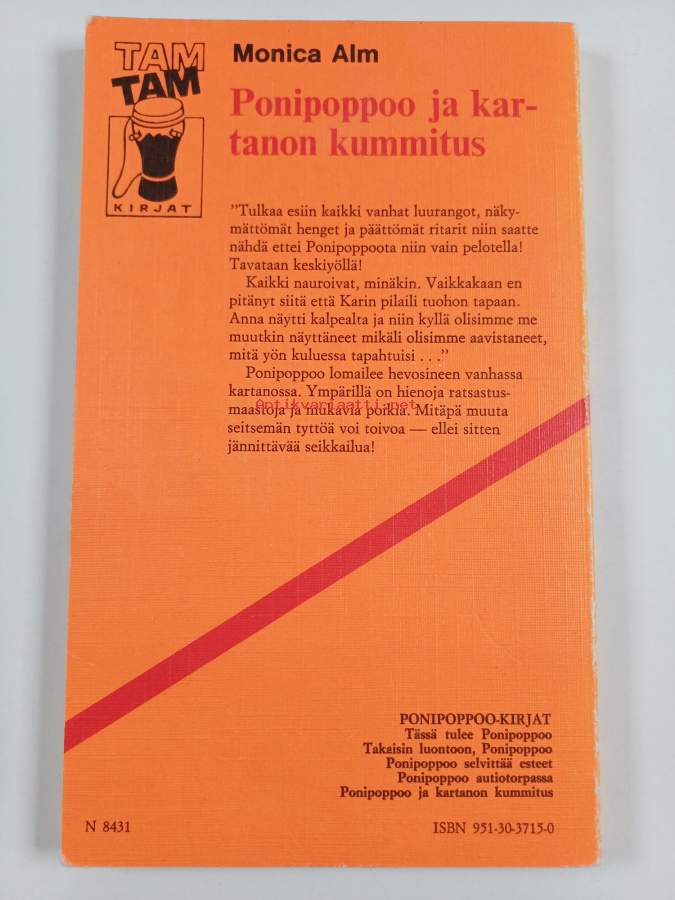 TAM
TAM
KIRJAT
Monica Alm
Ponipoppoo ja kar-
tanon kummitus
”Tulkaa esiin kaikki vanhat luurangot, näky-
mättömät henget ja päättömät ritarit niin saatte
nähdä ettei Ponipoppoota niin vain pelotella!
Tavataan keskiyöllä!
Kaikki nauroivat, minäkin. Vaikkakaan en
pitänyt siitä että Karin pilaili tuohon tapaan.
Anna näytti kalpealta ja niin kyllä olisimme me
muutkin näyttäneet mikäli olisimme aavistaneet,
mitä yön kuluessa tapahtuisi . . .”
Ponipoppoo lomailee hevosineen vanhassa
kartanossa. Ympärillä on hienoja ratsastus-
maastoja ja mukavia poikia. Mitäpä muuta
Antikvariaatti.net
seitsemän tyttöä voi toivoa — ellei sitten
jännittävää seikkailua!
PONIPOPPOO-KIRJAT
Tässä tulee Ponipoppoo
Takaisin luontoon, Ponipoppoo
Ponipoppoo selvittää esteet
Ponipoppoo autiotorpassa
Ponipoppoo ja kartanon kummitus
N 8431
ISBN 951-30-3715-0